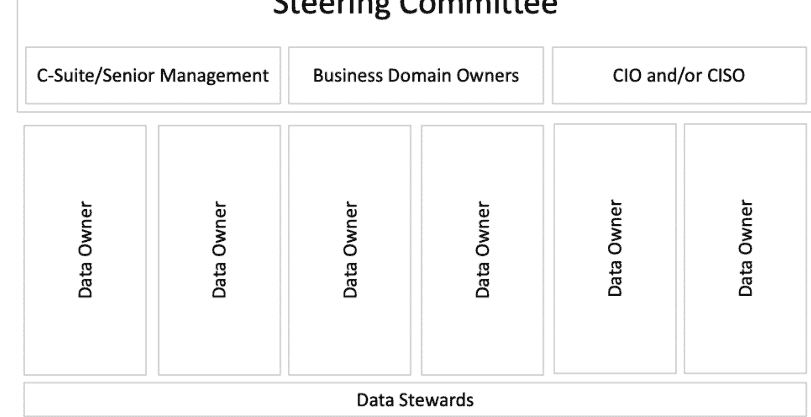 Steering Committee
C-Suite/Senior Management
Business Domain Owners
CIO and/or CISO
Data Owner
Data Owner
Data Owner
Data Owner
Data Owner
Data Owner
Data Stewards